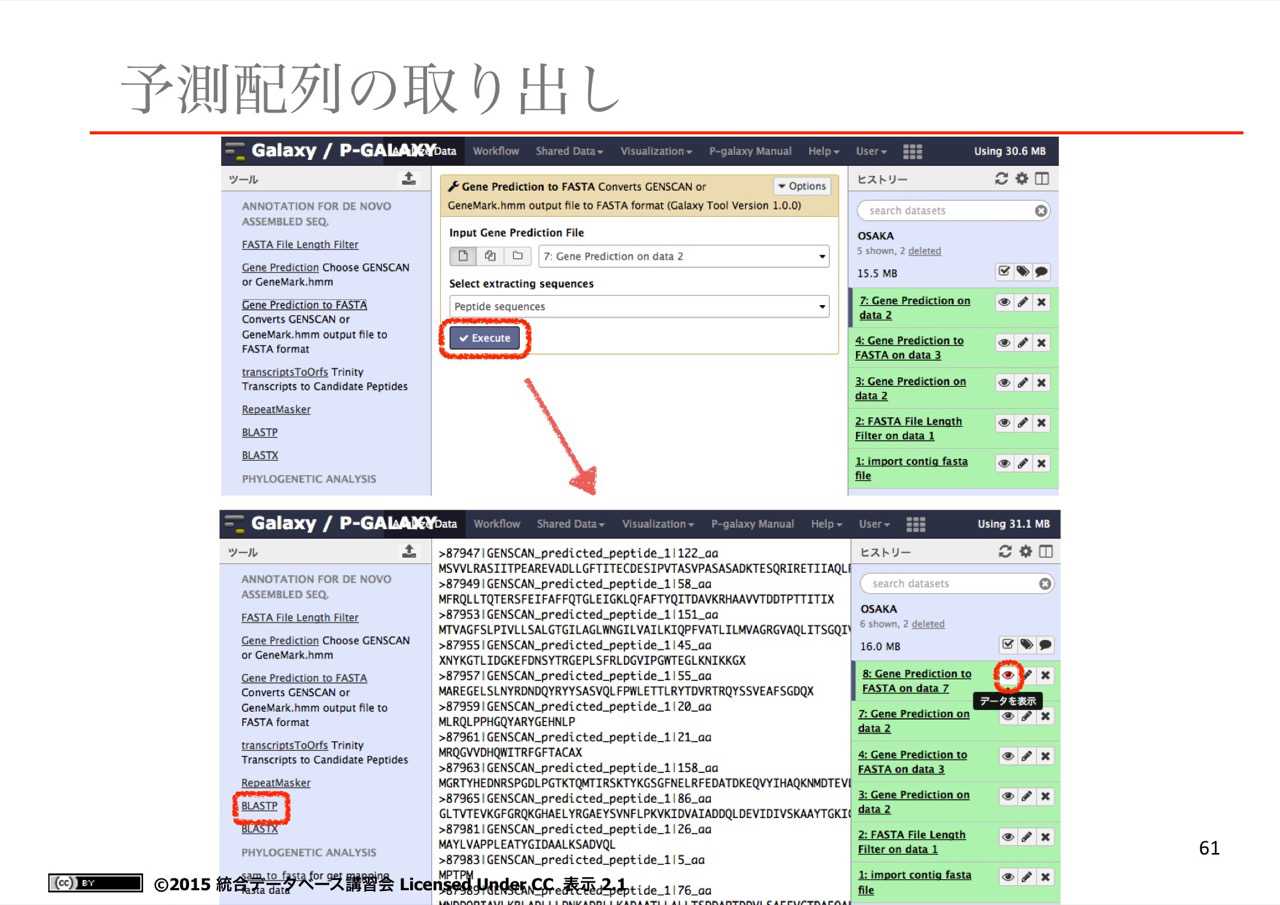 予測配列の取り出し
Galaxy / P-GALAXY
Analyze Data Workflow Shared Data Visualization P-galaxy Manual Help User Using 30.6 MB
ツール
ANNOTATION FOR DE NOVO
ASSEMBLED SEQ.
FASTA File Length Filter
Gene Prediction Choose GENSCAN
or GeneMark.hmm
Gene Prediction to FASTA
Converts GENSCAN or
GeneMark.hmm output file to
FASTA format
transcriptsToOrfs Trinity
Transcripts to Candidate Peptides
RepeatMasker
BLASTP
BLASTX
PHYLOGENETIC ANALYSIS
Gene Prediction to FASTA Converts GENSCAN or
GeneMark.hmm output file to FASTA format (Galaxy Tool Version 1.0.0)
Options
Input Gene Prediction File
7: Gene Prediction on data 2
Select extracting sequences
Peptide sequences
Execute
ヒストリー
search datasets
OSAKA
5 shown, 2 deleted
15.5 MB
7: Gene Prediction on
data 2
4: Gene Prediction to
FASTA on data 3
3: Gene Prediction on
data 2
2: FASTA File Length
Filter on data 1
1: import contig fasta
file
Galaxy / P-GALAXY
Analyze Data Workflow Shared Data Visualization P-galaxy Manual Help User Using 31.1 MB
ツール
ANNOTATION FOR DE NOVO
ASSEMBLED SEQ.
FASTA File Length Filter
Gene Prediction Choose GENSCAN
or GeneMark.hmm
Gene Prediction to FASTA
Converts GENSCAN or
GeneMark.hmm output file to
FASTA format
transcriptsToOrfs Trinity
Transcripts to Candidate Peptides
RepeatMasker
BLASTP
BLASTX
PHYLOGENETIC ANALYSIS
sam_to_fasta for get mapping
fasta data
>87947|GENSCAN_predicted_peptide_1|122_aa
MSVVLRASIITPEAREVADLLGFTITECDESIPVTASVPASASADKTESQRIRETIIAQLF
>87949|GENSCAN_predicted_peptide_1|58_aa
MFRQLLTQTERSFEIFAFFQTGLEIGKLQFAFTYQITDAVKRHAAVVTDDTPTTITIX
>87953|GENSCAN_predicted_peptide_1|151_aa
MTVAGFSLPIVLLSALGTGILAGLWNGILVAILKIQPFVATLILMVAGRGVAQLITSGQIV
>87955|GENSCAN_predicted_peptide_1|45_aa
XNYKGTLIDGKEFDNSYTRGEPLSFRLDGVIPGWTEGLKNIKKGX
>87957|GENSCAN_predicted_peptide_1|55_aa
MAREGELSLNYRDNDQYRYYSASVQLFPWLETTLRYTDVRTRQYSSVEAFSGDQX
>87959|GENSCAN_predicted_peptide_1|20_aa
MLRQLPPHGQYARYGEHNLP
>87961|GENSCAN_predicted_peptide_1|21_aa
MRQGVVDHQWITRFGFTACAX
>87963|GENSCAN_predicted_peptide_1|158_aa
MGRTYHEDNRSPGDLPGTKTQMTIRSKTYKGSGFNELRFEDATDKEQVYIHAQKNMDTEVL
>87965|GENSCAN_predicted_peptide_1|86_aa
GLTVTEVKGFGRQKGHAELYRGAEYSVNFLPKVKIDVAIADDQLDEVIDIVSKAAYTGKIG
>87981|GENSCAN_predicted_peptide_1|26_aa
MAYLVAPPLEATYGIDAALKSADVQL
>87983|GENSCAN_predicted_peptide_1|5_aa
MPTPM
>87989|GENSCAN_predicted_peptide_1|76_aa
ヒストリー
search datasets
OSAKA
6 shown, 2 deleted
16.0 MB
8: Gene Prediction to
FASTA on data 7
データを表示
7: Gene Prediction on
data 2
4: Gene Prediction to
FASTA on data 3
3: Gene Prediction on
data 2
2: FASTA File Length
Filter on data 1
1: import contig fasta
file
61
(cc) BY
©2015 統合データベース講習会 Licensed Under CC 表示 2.1